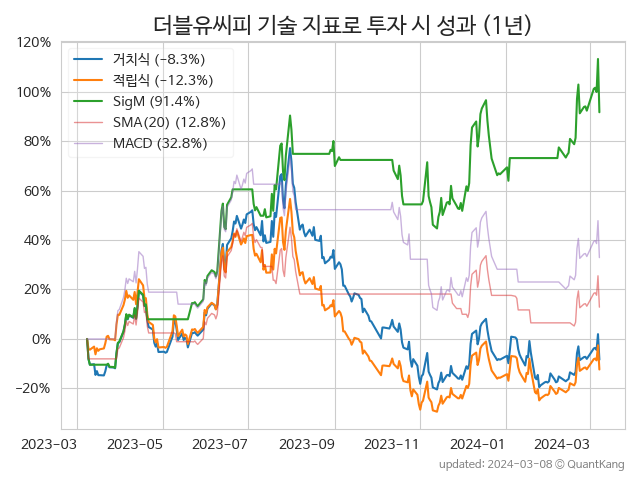 더블유씨피 기술 지표로 투자 시 성과 (1년)
120%
100%
80%
60%
40%
20%
0%
−20%
거치식 (−8.3%)
적립식 (−12.3%)
SigM (91.4%)
SMA(20) (12.8%)
MACD (32.8%)
2023-03 2023-05 2023-07 2023-09 2023-11 2024-01 2024-03
updated: 2024-03-08 © QuantKang